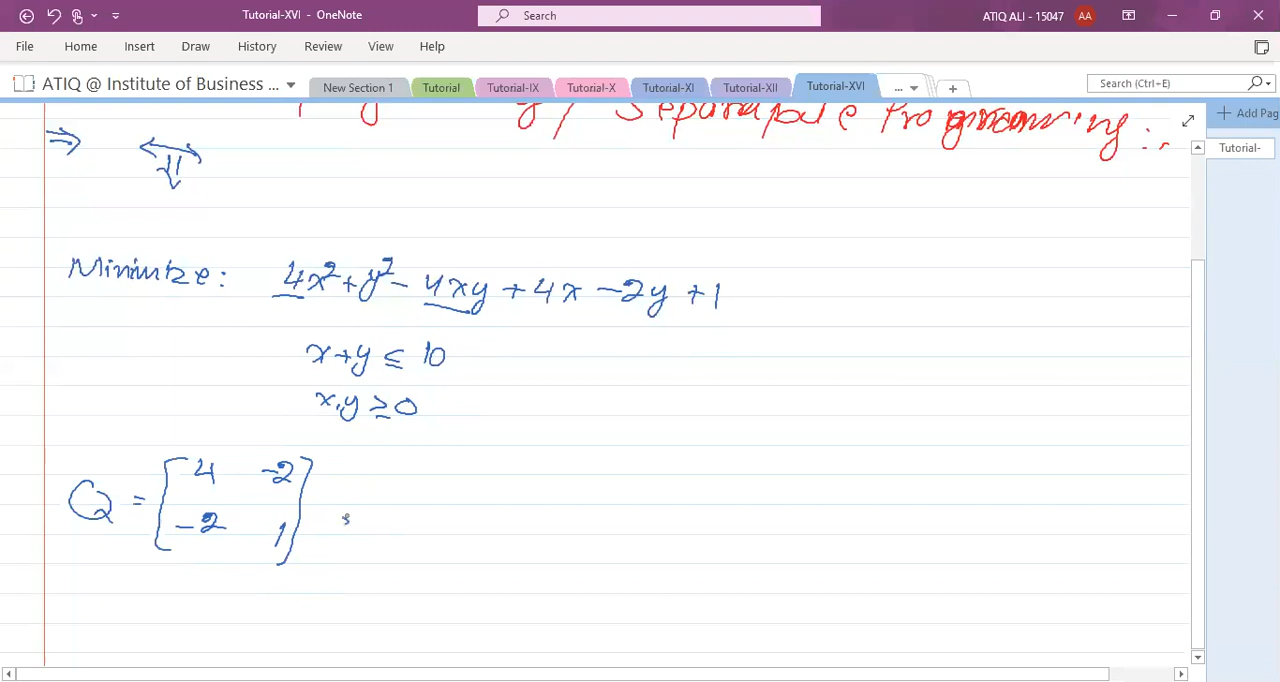 Tutorial-XVI - OneNote
Search
ATIQ ALI - 15047 AA
File Home Insert Draw History Review View Help
ATIQ @ Institute of Business ...
New Section 1 Tutorial Tutorial-IX Tutorial-X Tutorial-XI Tutorial-XII Tutorial-XVI ... +
Search (Ctrl+E)
Separable Programming :.
+ Add Pag
Tutorial-
⇒
Minimize: 4x² + y² - 4xy + 4x - 2y + 1
x + y ≤ 10
x, y ≥ 0
Q = [4 -2
-2 1]